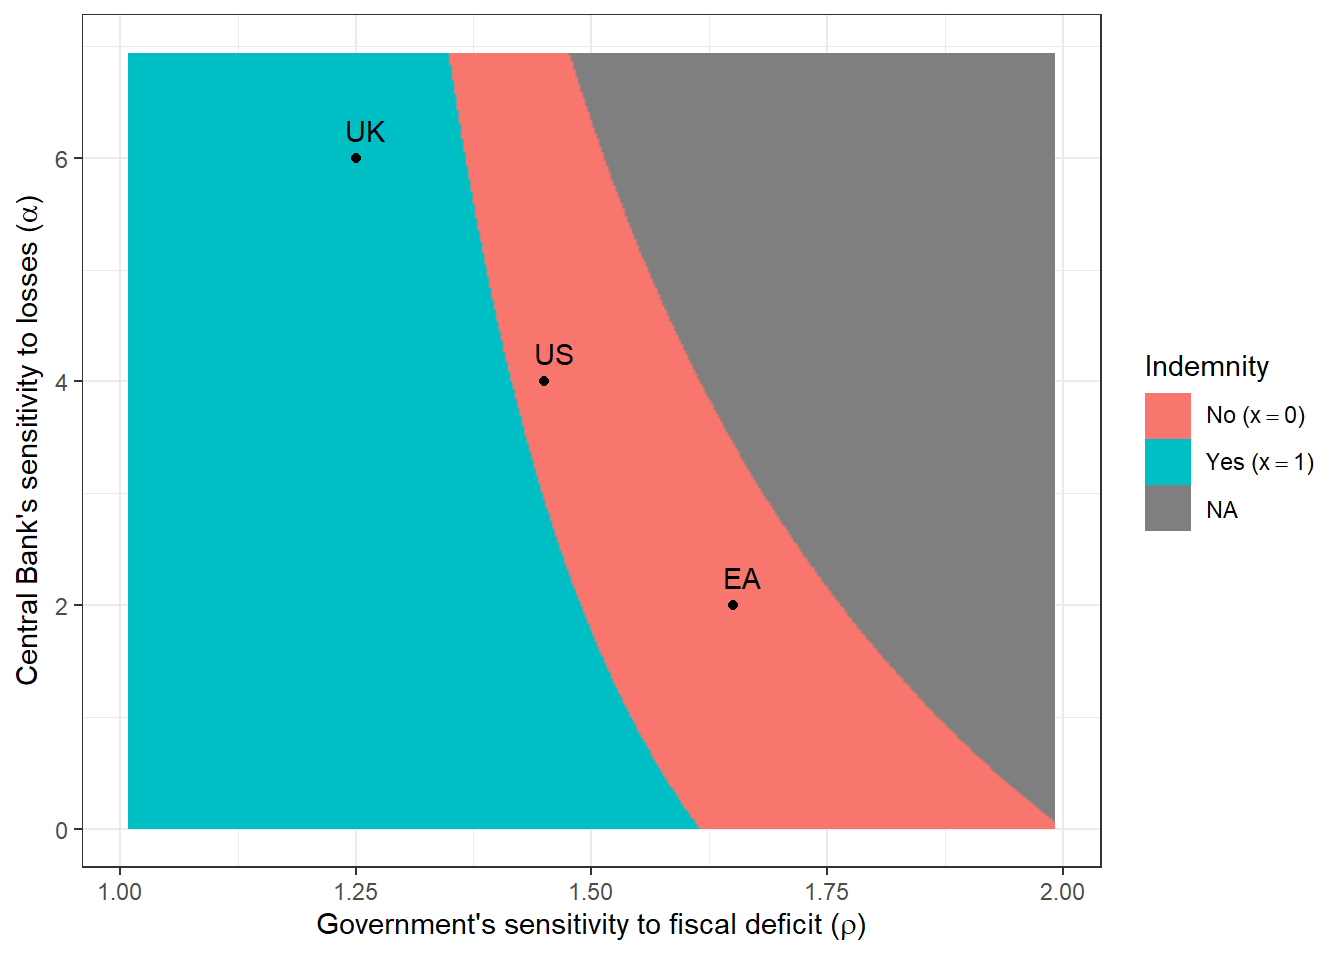 Central Bank's sensitivity to losses (α)
6
4
2
0
UK
US
EA
1.00
1.25
1.50
1.75
2.00
Government's sensitivity to fiscal deficit (ρ)
Indemnity
No (x = 0)
Yes (x = 1)
NA